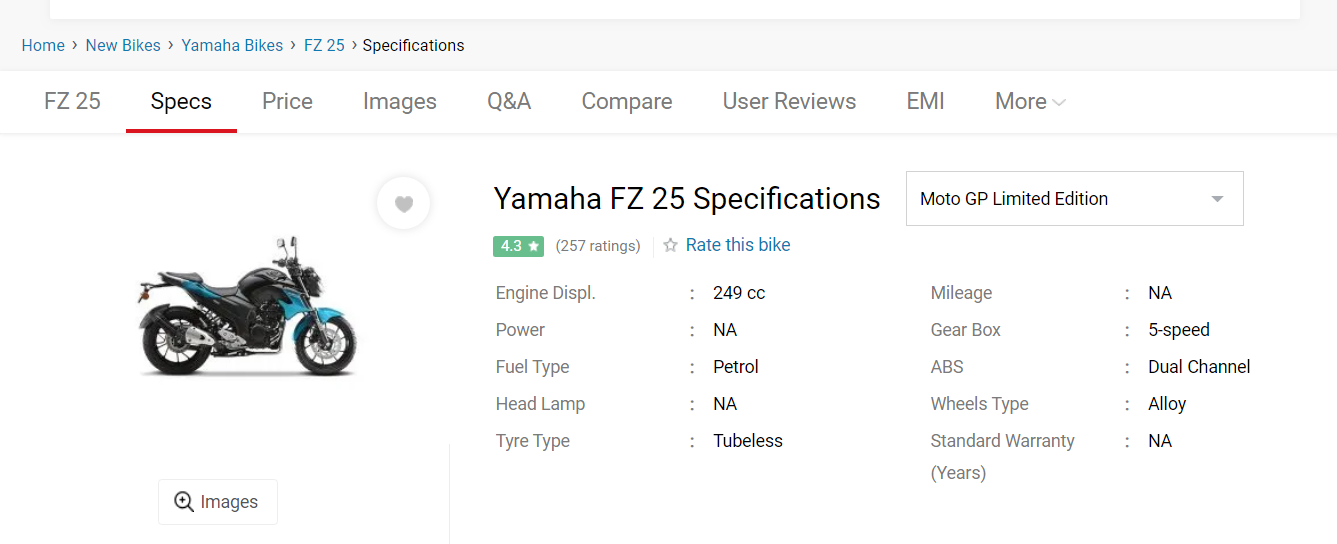 Home > New Bikes > Yamaha Bikes > FZ 25 > Specifications
FZ 25 Specs Price Images Q&A Compare User Reviews EMI More
Yamaha FZ 25 Specifications Moto GP Limited Edition
4.3 ★ (257 ratings) ☆ Rate this bike
Engine Displ. : 249 cc Mileage : NA
Power : NA Gear Box : 5-speed
Fuel Type : Petrol ABS : Dual Channel
Head Lamp : NA Wheels Type : Alloy
Tyre Type : Tubeless Standard Warranty : NA
(Years)
Images